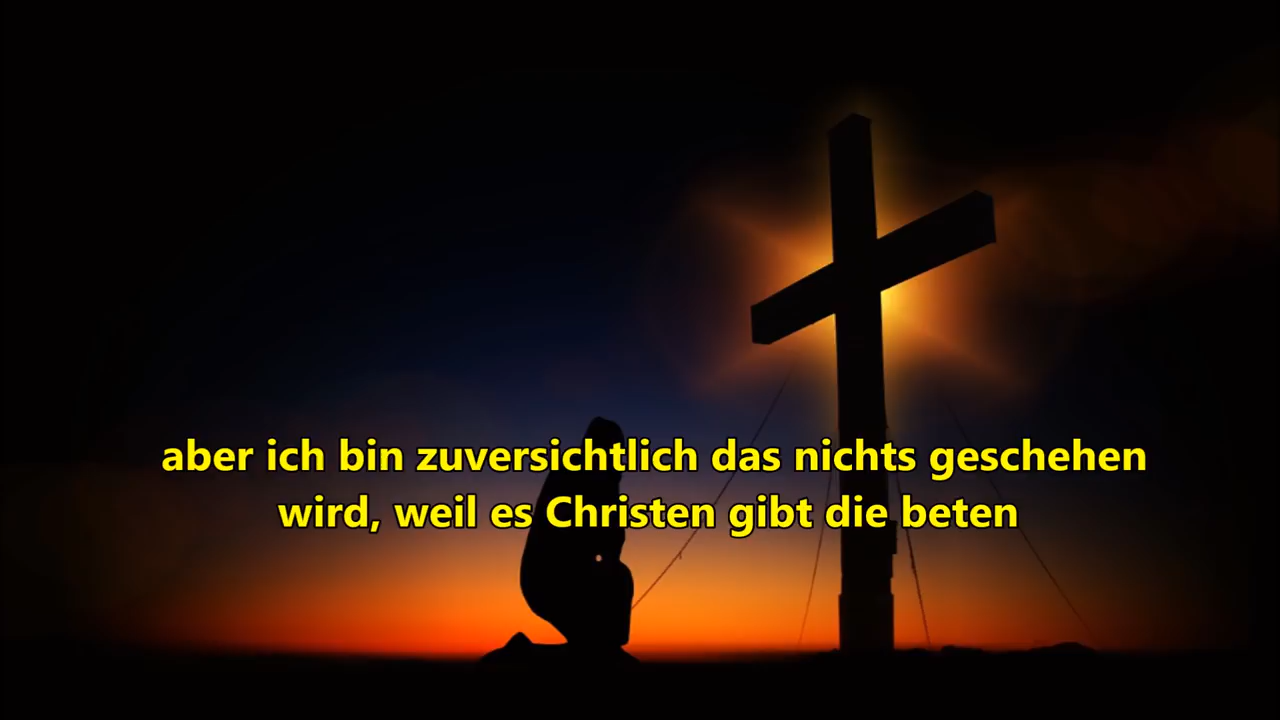 aber ich bin zuversichtlich das nichts geschehen
wird, weil es Christen gibt die beten